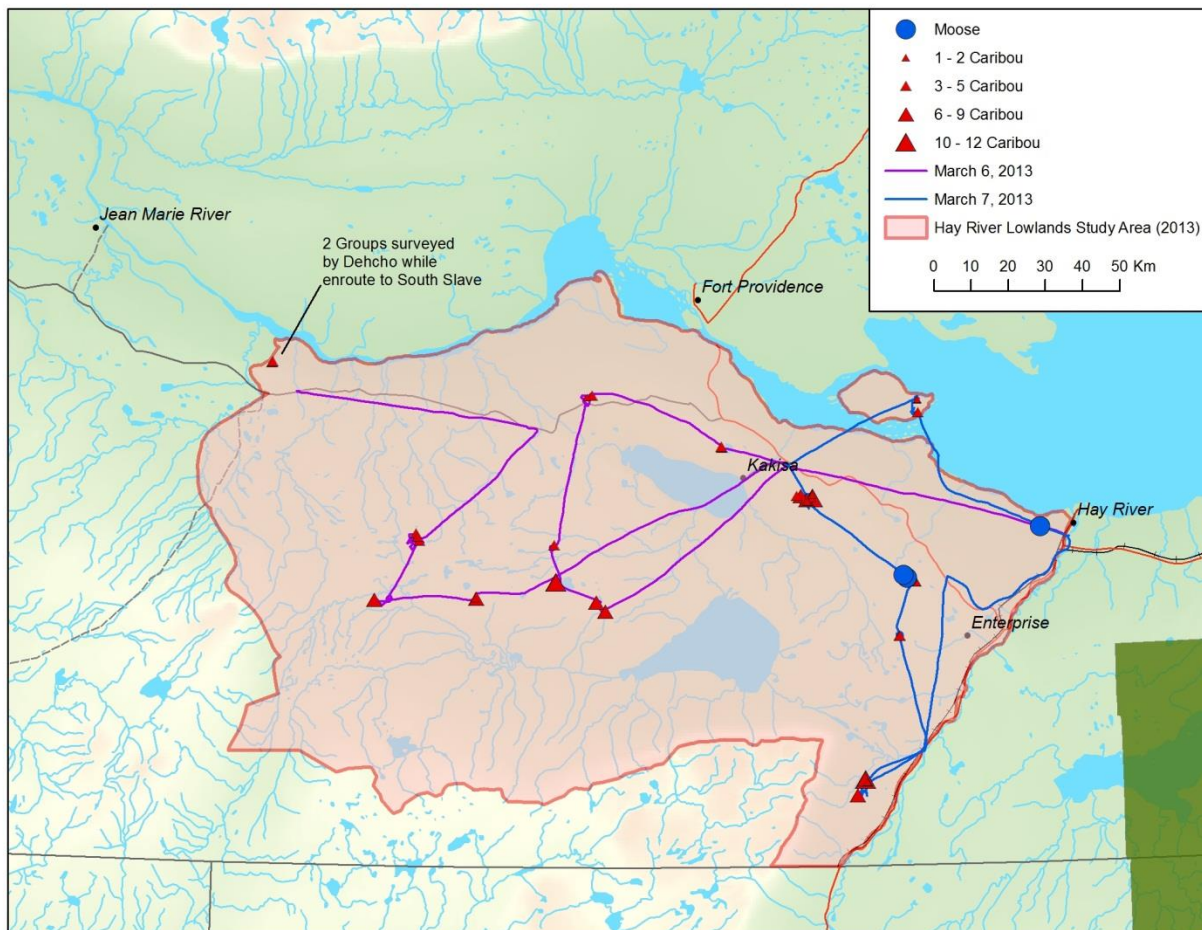 Moose
1 - 2 Caribou
3 - 5 Caribou
6 - 9 Caribou
10 - 12 Caribou
March 6, 2013
March 7, 2013
Hay River Lowlands Study Area (2013)
0 10 20 30 40 50 Km
Jean Marie River
2 Groups surveyed
by Dehcho while
enroute to South Slave
Fort Providence
Kakisa
Hay River
Enterprise